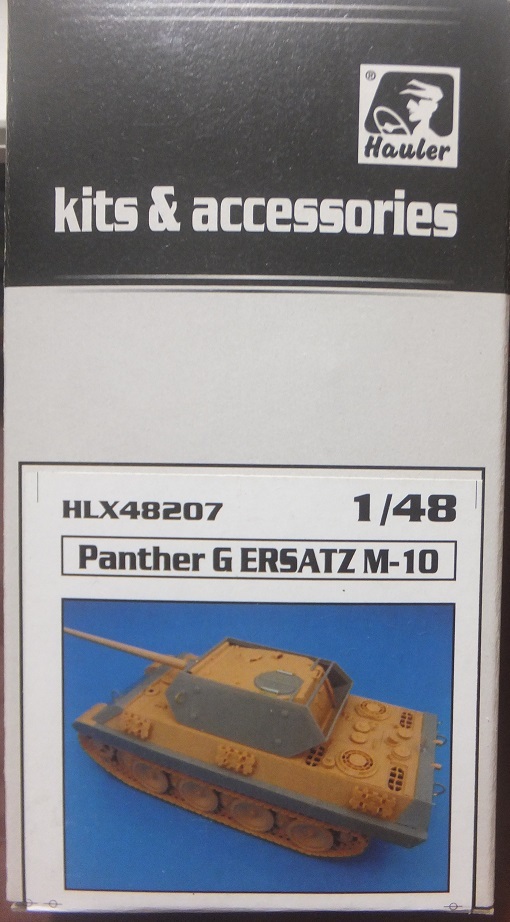 ®
Hauler
kits & accessories
HLX48207
1/48
Panther G ERSATZ M-10